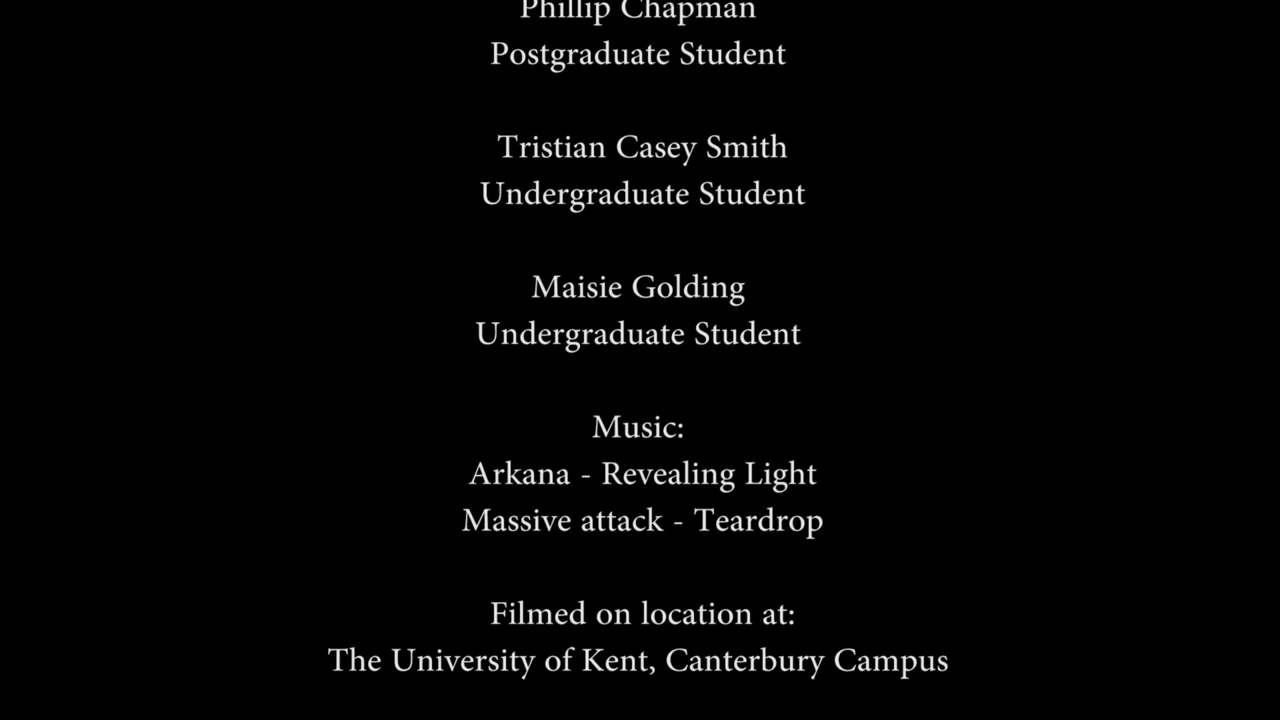 Phillip Chapman
Postgraduate Student
Tristian Casey Smith
Undergraduate Student
Maisie Golding
Undergraduate Student
Music:
Arkana - Revealing Light
Massive attack - Teardrop
Filmed on location at:
The University of Kent, Canterbury Campus